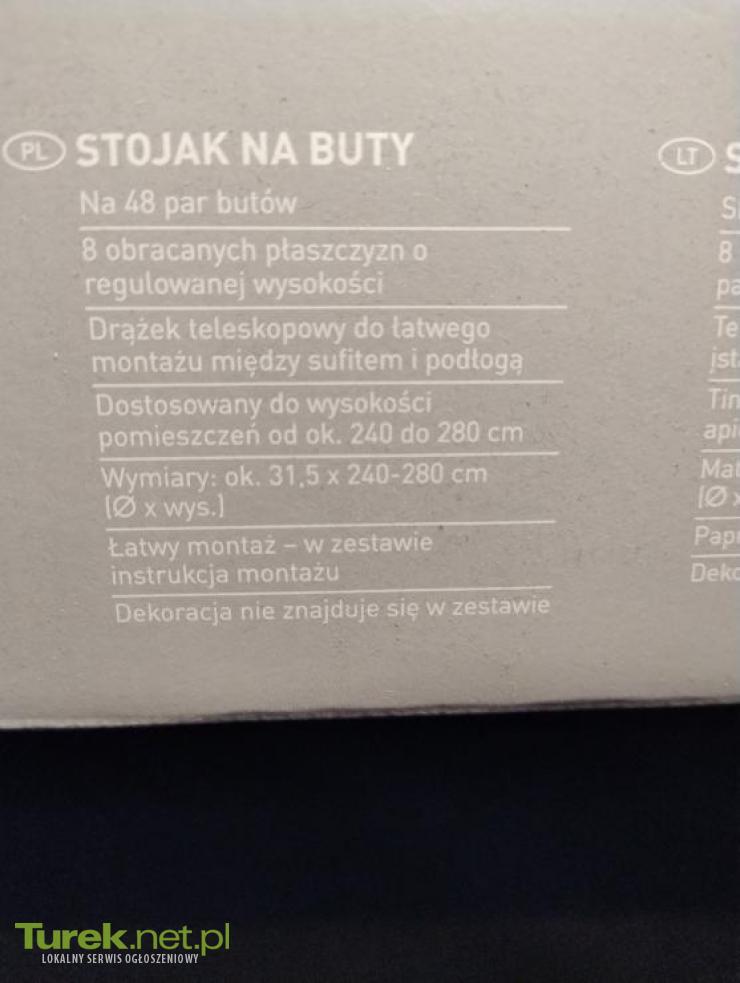 PL STOJAK NA BUTY
Na 48 par butów
8 obracanych płaszczyzn o
regulowanej wysokości
Drążek teleskopowy do łatwego
montażu między sufitem i podłogą
Dostosowany do wysokości
pomieszczeń od ok. 240 do 280 cm
Wymiary: ok. 31,5 x 240-280 cm
(Ø x wys.)
Łatwy montaż – w zestawie
instrukcja montażu
Dekoracja nie znajduje się w zestawie
LT
8
Turek.net.pl
LOKALNY SERWIS OGŁOSZENIOWY